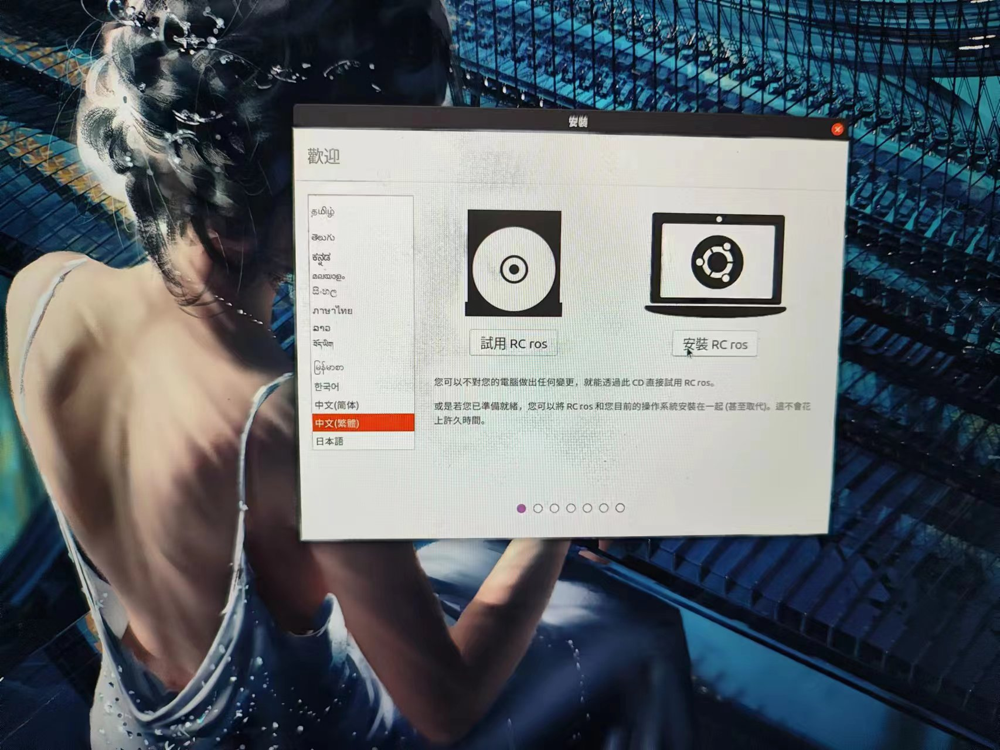 安裝
歡迎
தமிழ்
తెలుగు
ಕನ್ನಡ
മലയാളം
සිංහල
ภาษาไทย
ລາວ
བོད་ཡིག
မြန်မာစာ
한국어
中文(简体)
中文(繁體)
日本語
試用 RC ros
安裝 RC ros
您可以不對您的電腦做出任何變更，就能透過此 CD 直接試用 RC ros。
或是若您已準備就緒，您可以將 RC ros 和您目前的操作系統安裝在一起 (甚至取代)。這不會花
上許久時間。